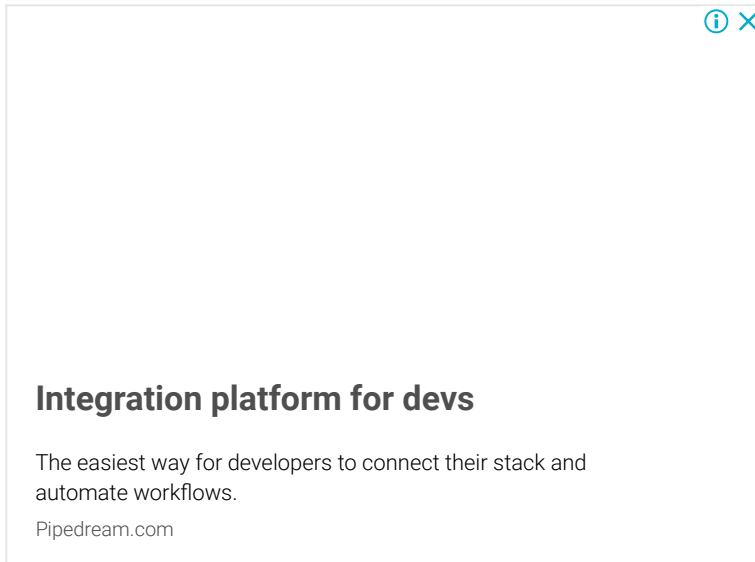 Integration platform for devs
The easiest way for developers to connect their stack and
automate workflows.
Pipedream.com